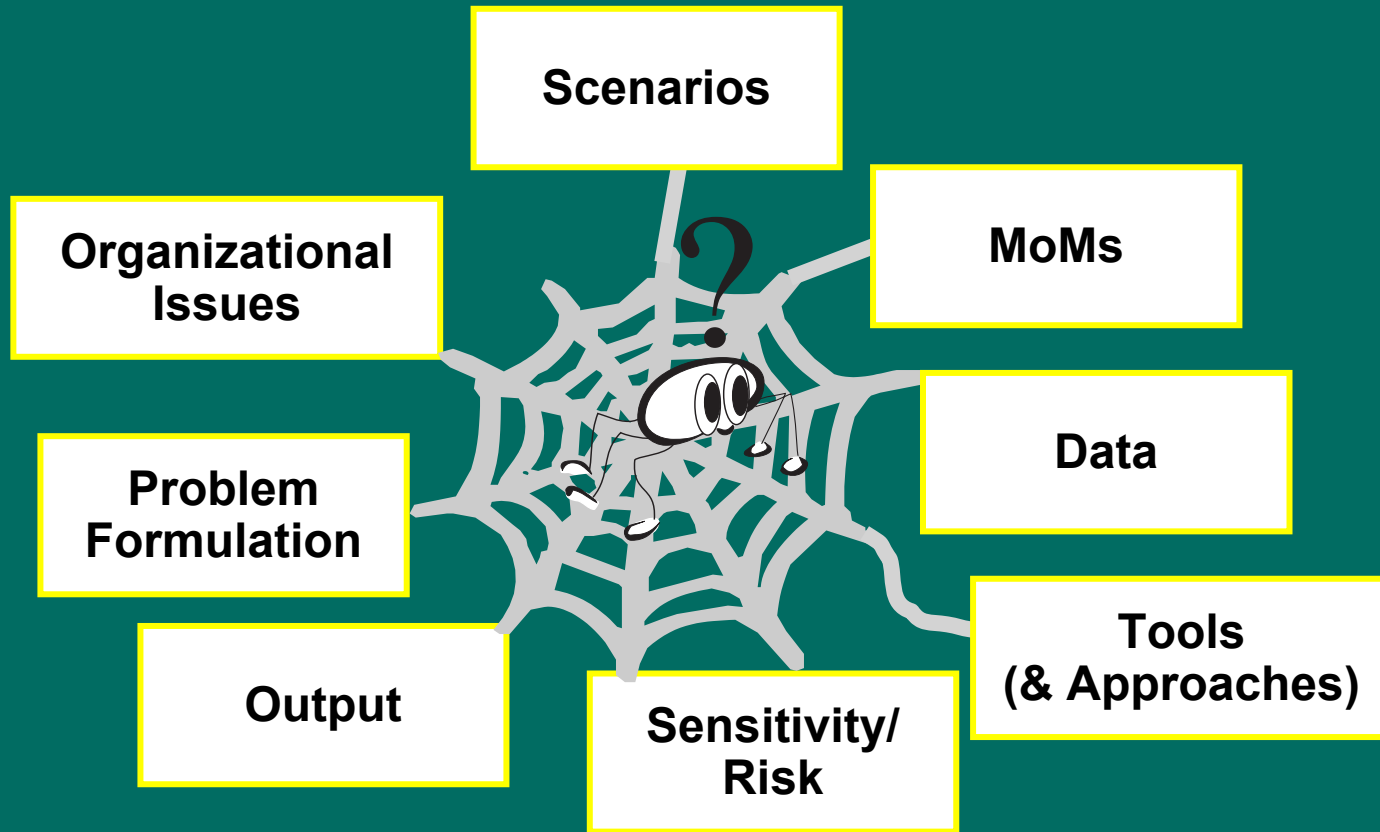 Scenarios
MoMs
Organizational
Issues
?
Data
Problem
Formulation
Tools
(& Approaches)
Output
Sensitivity/
Risk